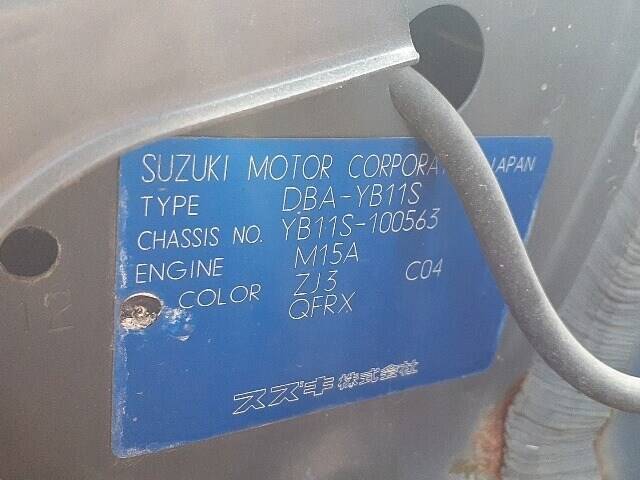 SUZUKI MOTOR CORPORAT JAPAN
TYPE DBA-YB11S
CHASSIS NO. YB11S-100563
ENGINE M15A
COLOR ZJ3 C04
QFRX
スズキ株式会社
12